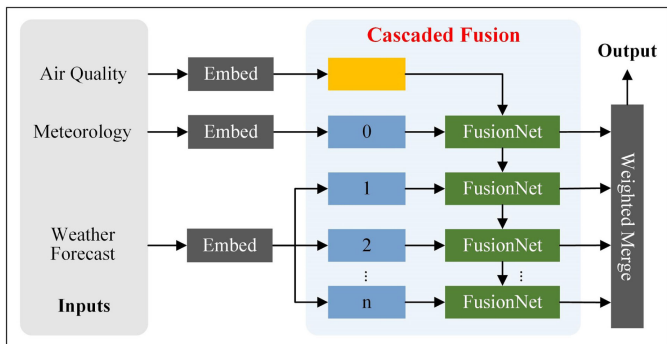 Cascaded Fusion
Output
Air Quality
Embed
Meteorology
Embed
0
FusionNet
1
FusionNet
Weather
Forecast
Embed
2
FusionNet
⋮
⋮
n
FusionNet
Inputs
Weighted Merge